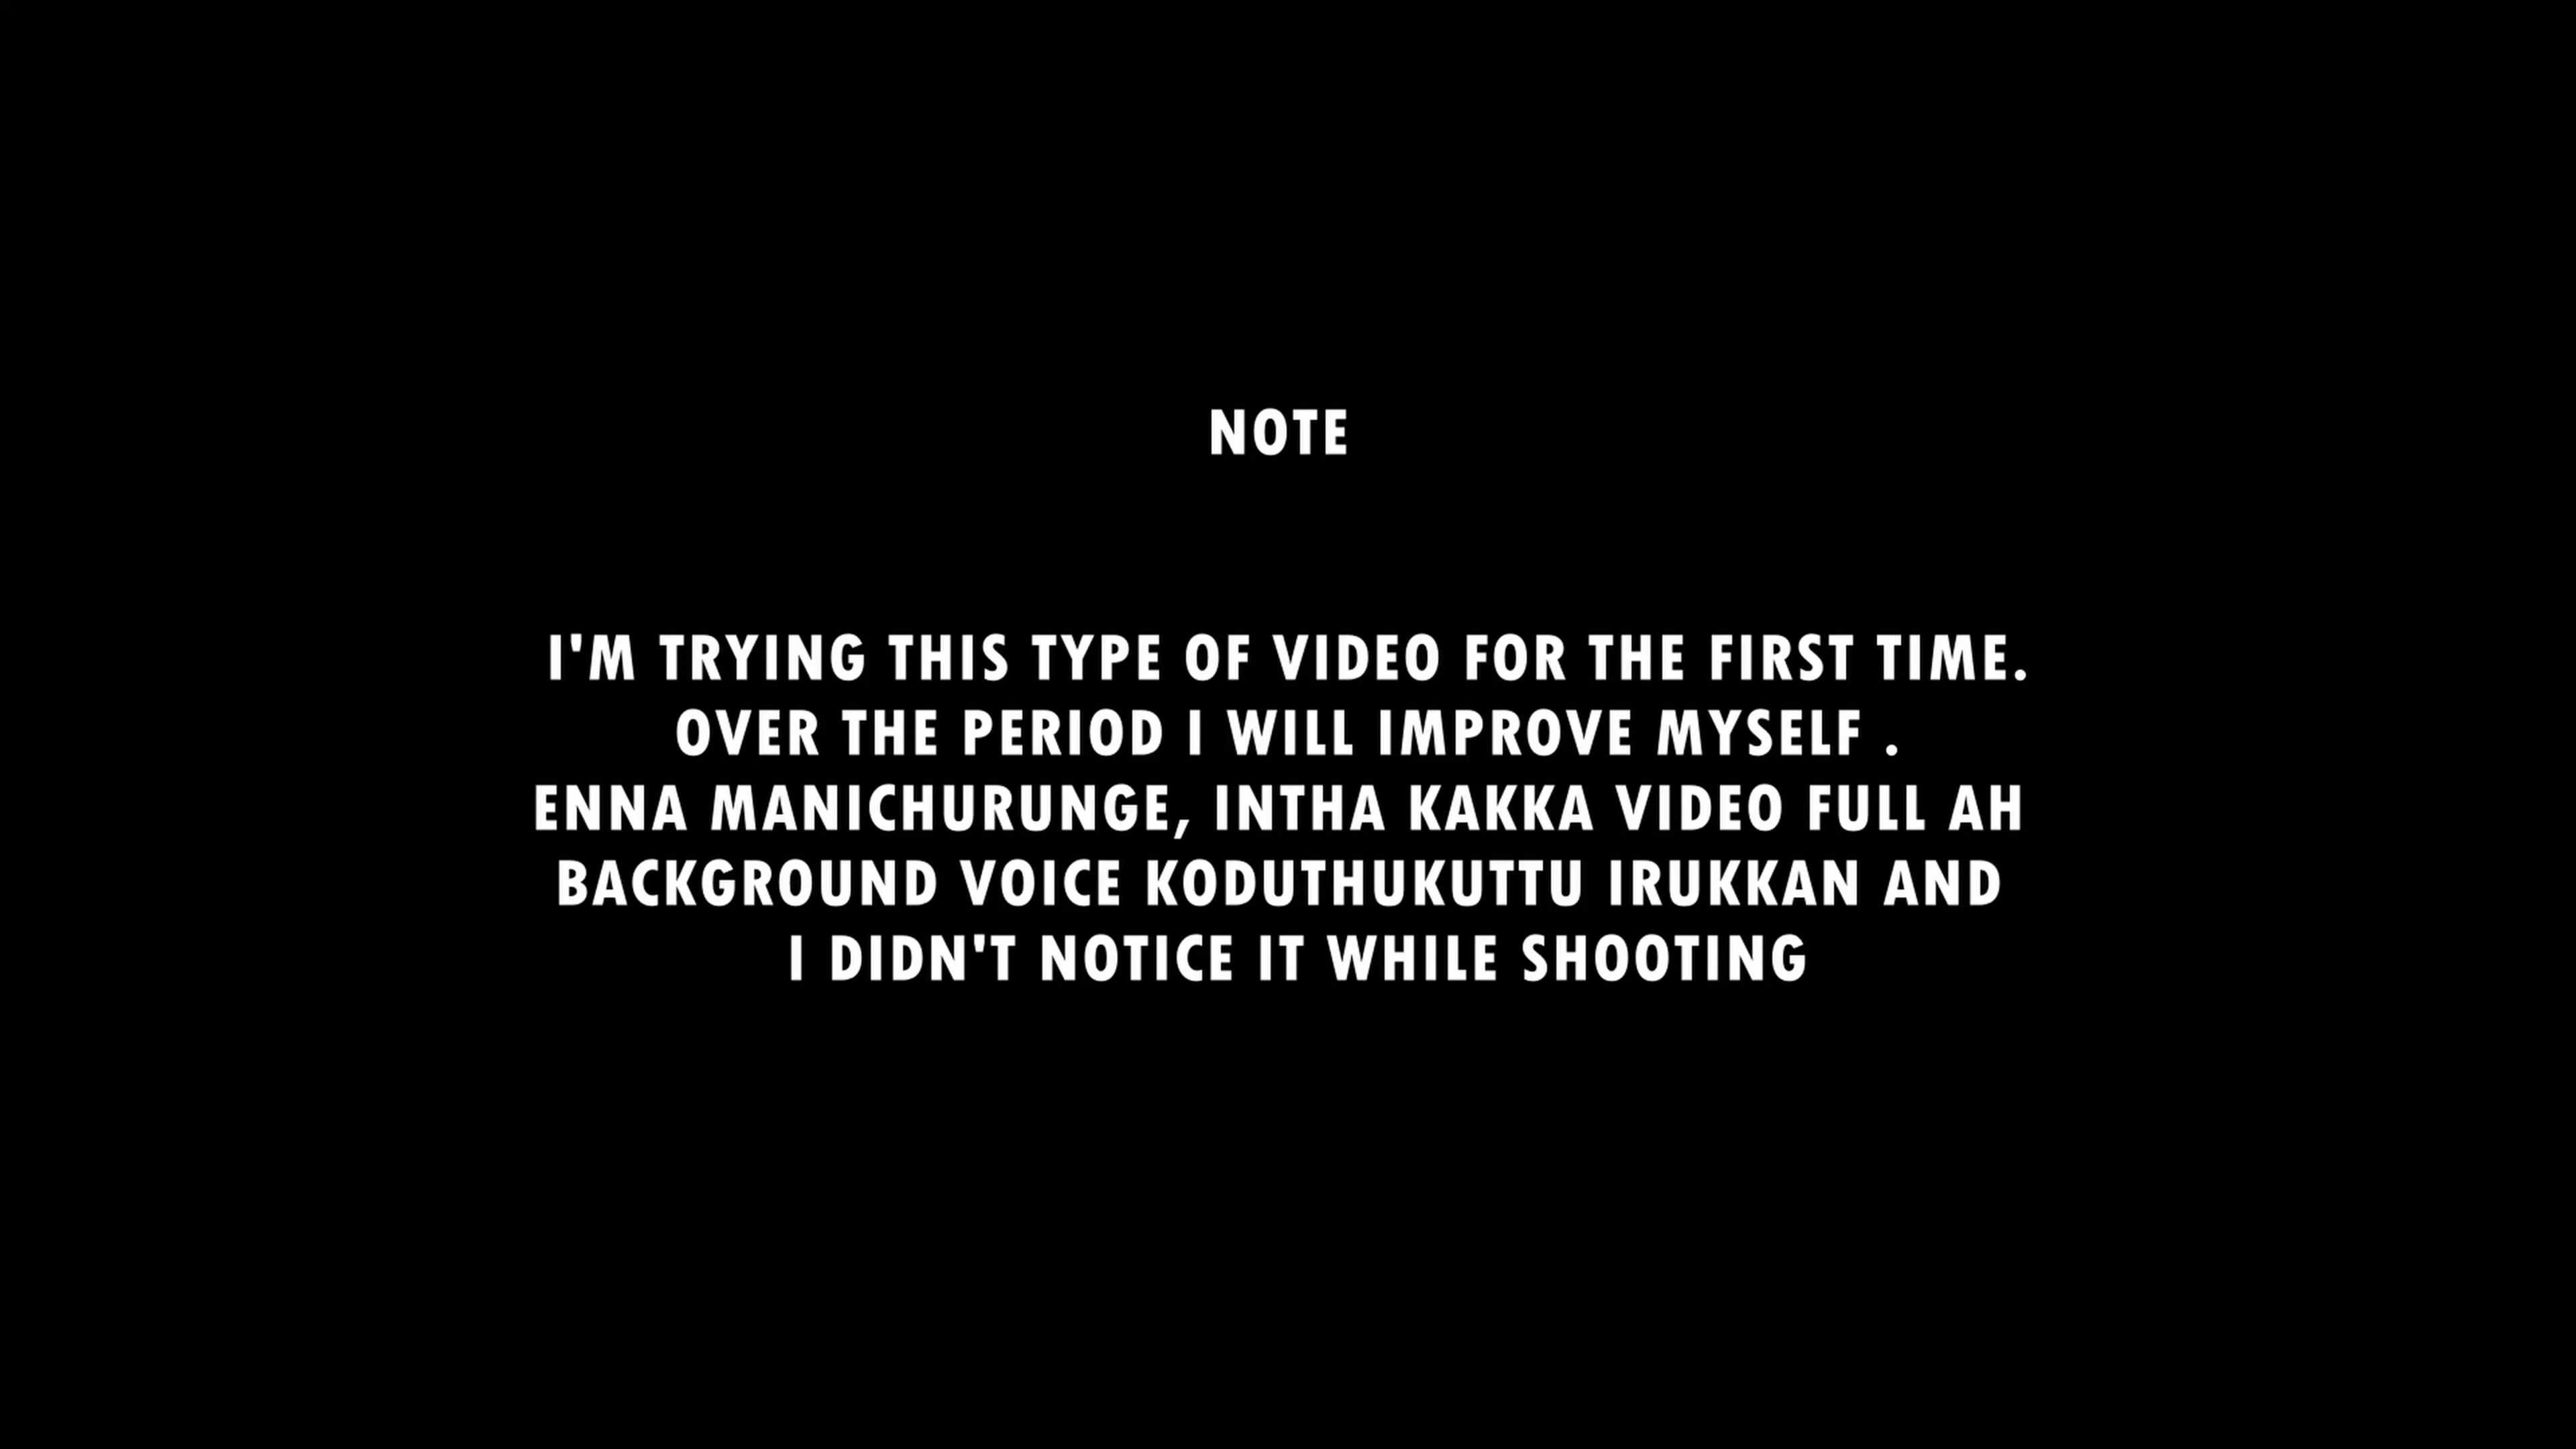 NOTE
I'M TRYING THIS TYPE OF VIDEO FOR THE FIRST TIME.
OVER THE PERIOD I WILL IMPROVE MYSELF .
ENNA MANICHURUNGE, INTHA KAKKA VIDEO FULL AH
BACKGROUND VOICE KODUTHUKUTTU IRUKKAN AND
I DIDN'T NOTICE IT WHILE SHOOTING